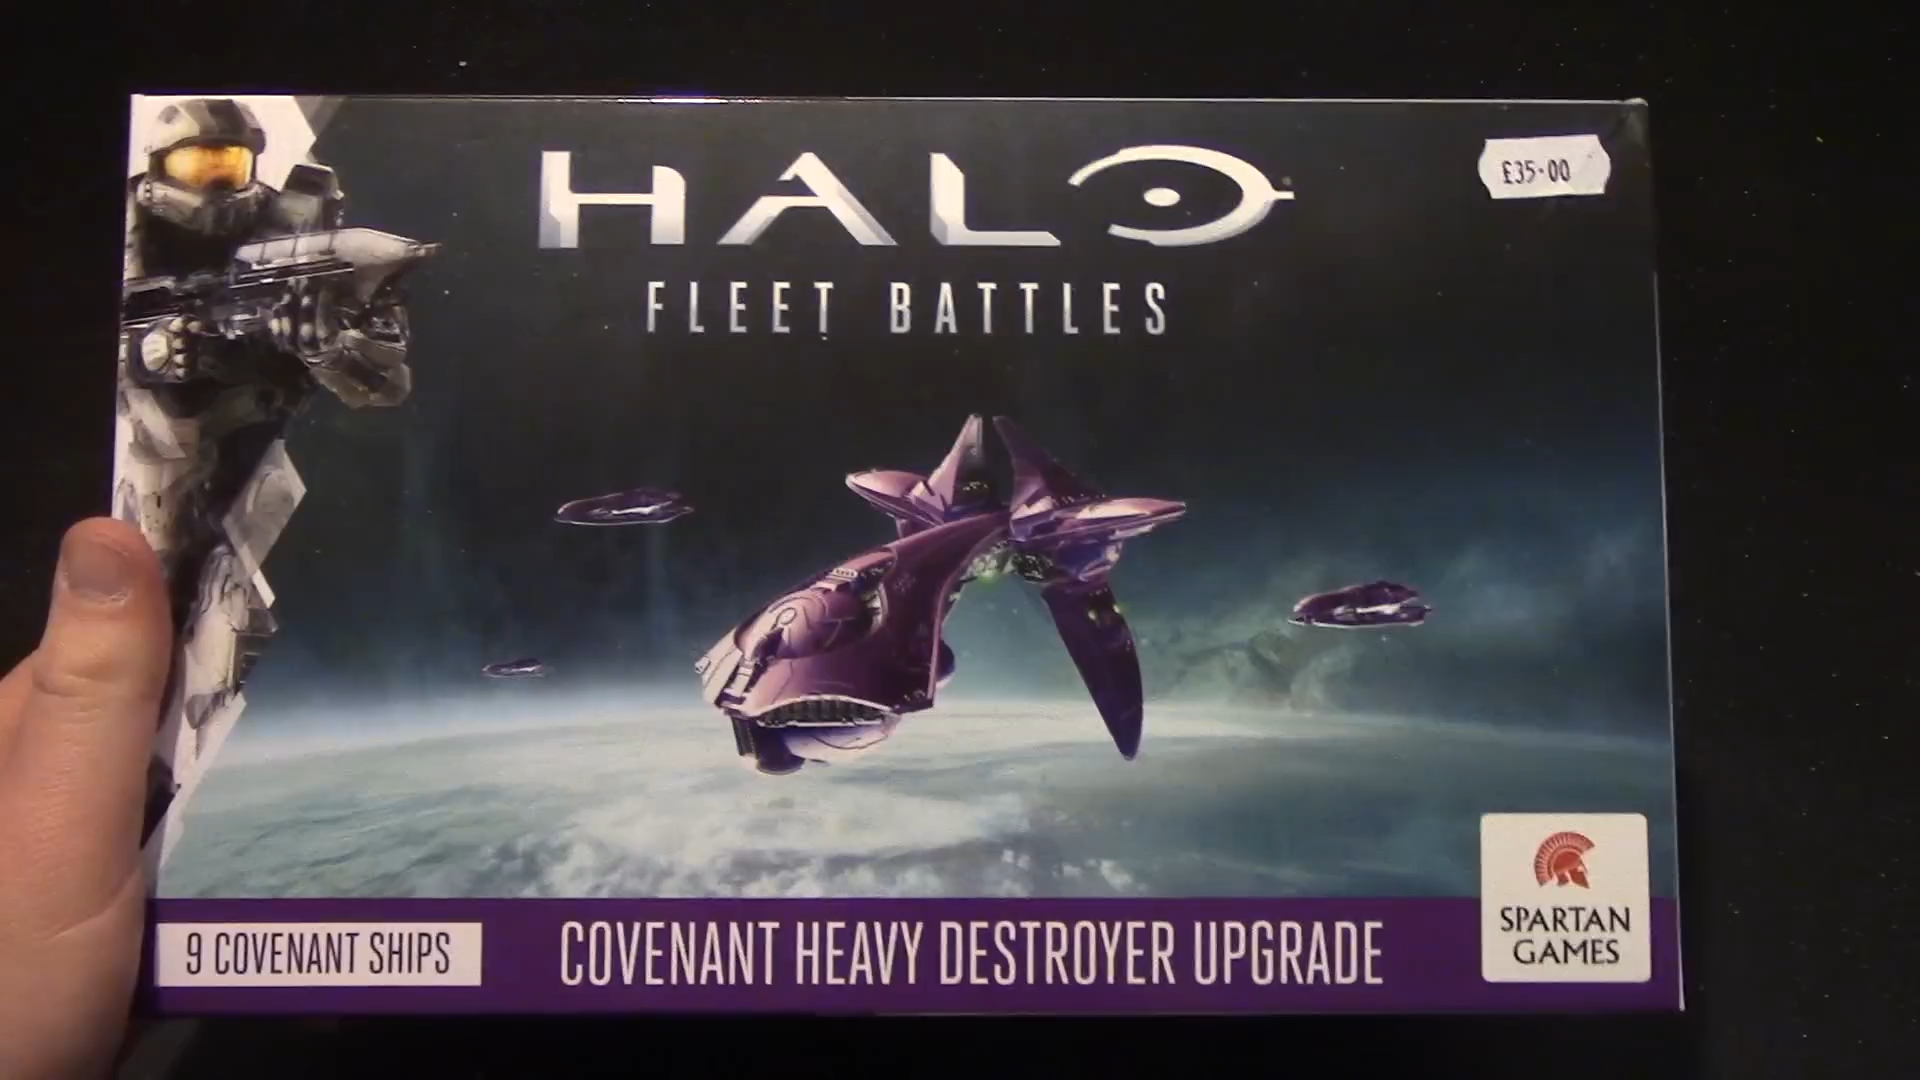 HALO
£35.00
FLEET BATTLES
9 COVENANT SHIPS
COVENANT HEAVY DESTROYER UPGRADE
SPARTAN
GAMES